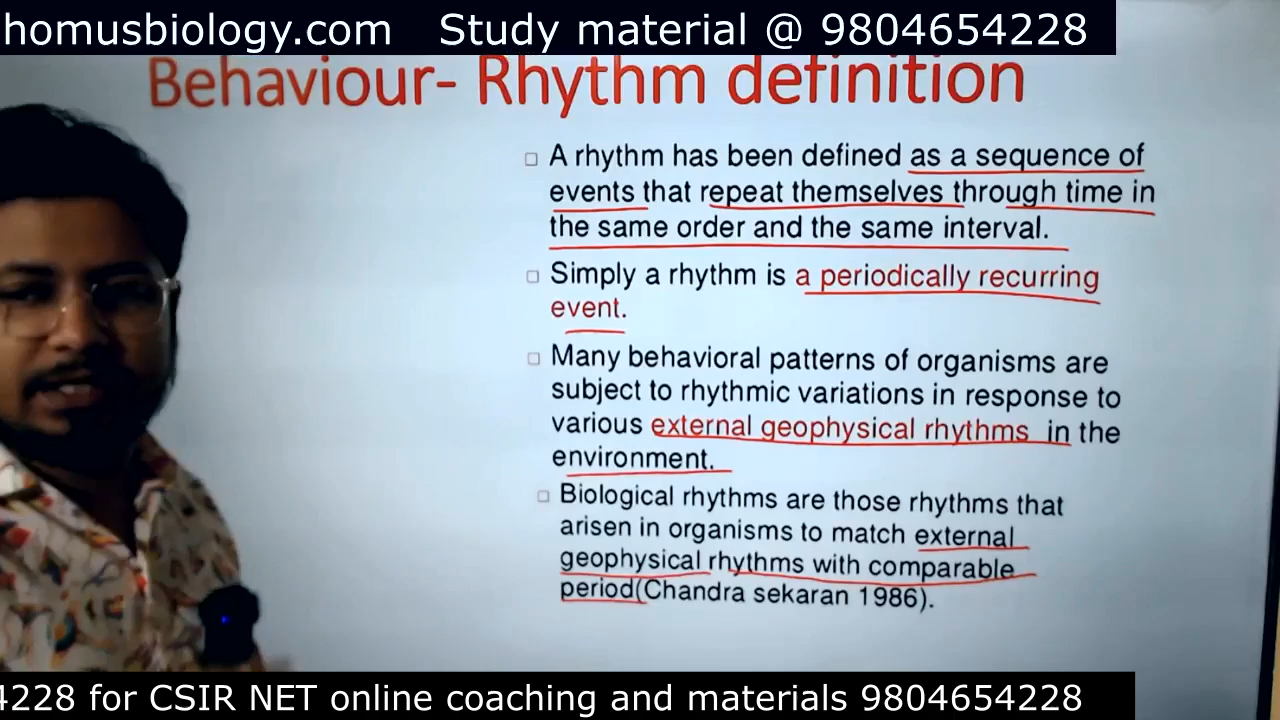 homusbiology.com Study material @ 9804654228
Behaviour- Rhythm definition
A rhythm has been defined as a sequence of
events that repeat themselves through time in
the same order and the same interval.
Simply a rhythm is a periodically recurring
event.
Many behavioral patterns of organisms are
subject to rhythmic variations in response to
various external geophysical rhythms in the
environment.
Biological rhythms are those rhythms that
arisen in organisms to match external
geophysical rhythms with comparable
period(Chandra sekaran 1986).
4228 for CSIR NET online coaching and materials 9804654228